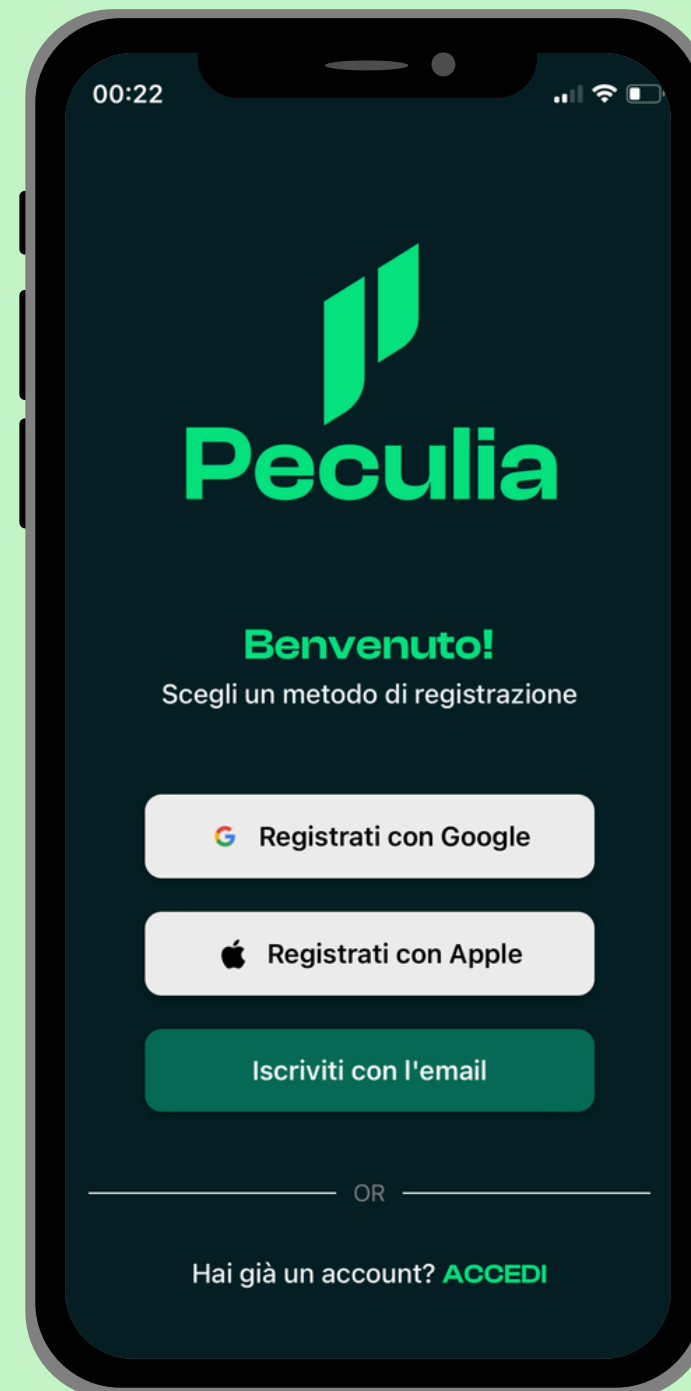 00:22
Peculia
Benvenuto!
Scegli un metodo di registrazione
Registrati con Google
Registrati con Apple
Iscriviti con l'email
OR
Hai già un account? ACCEDI